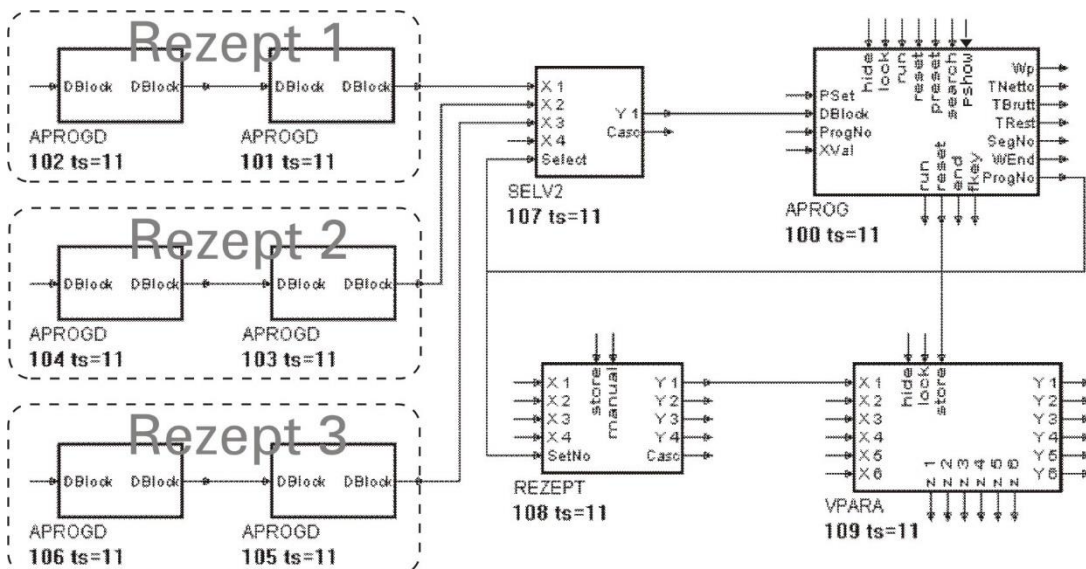 Rezept 1
DBlock DBlock
APROGD
102 ts=11
DBlock DBlock
APROGD
101 ts=11
Rezept 2
DBlock DBlock
APROGD
104 ts=11
DBlock DBlock
APROGD
103 ts=11
Rezept 3
DBlock DBlock
APROGD
106 ts=11
DBlock DBlock
APROGD
105 ts=11
X 1
X 2
X 3
X 4
Select
Y 1
Casc
SELV2
107 ts=11
hide
lock
run
reset
preset
search
Pshow
PSet
DBlock
ProgNo
XVal
Wp
TNetto
TBrutt
TRest
SegNo
WEnd
ProgNo
run
reset
end
fkey
APROG
100 ts=11
store
manual
X 1
X 2
X 3
X 4
SetNo
Y 1
Y 2
Y 3
Y 4
Casc
REZEPT
108 ts=11
hide
lock
store
X 1
X 2
X 3
X 4
X 5
X 6
Y 1
Y 2
Y 3
Y 4
Y 5
Y 6
z 1
z 2
z 3
z 4
z 5
z 6
VPARA
109 ts=11